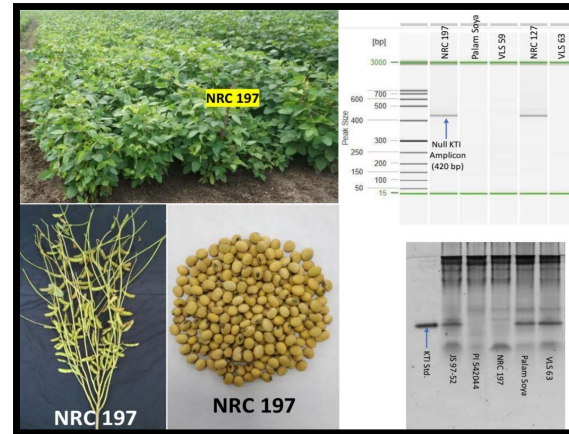 NRC 197
NRC 197
NRC 197
[bp]
3000
700
600
500
400
300
250
200
150
100
50
15
Peak Size
NRC 197
Palam Soya
VLS 59
NRC 127
VLS 63
Null KTI
Amplicon
(420 bp)
KTI Std.
JS 97-52
PI 542044
NRC 197
Palam Soya
VLS 63